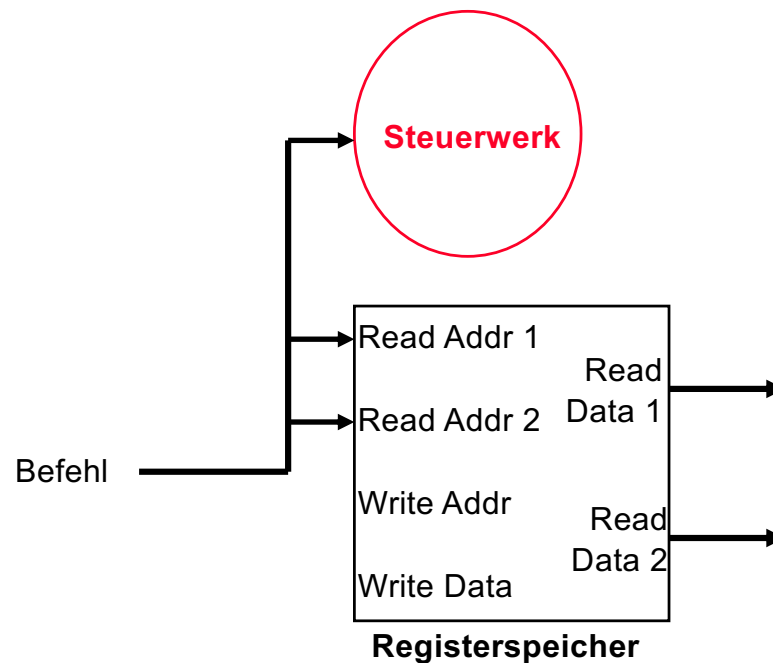 Steuerwerk
Read Addr 1
Read
Data 1
Read Addr 2
Befehl
Write Addr
Read
Data 2
Write Data
Registerspeicher